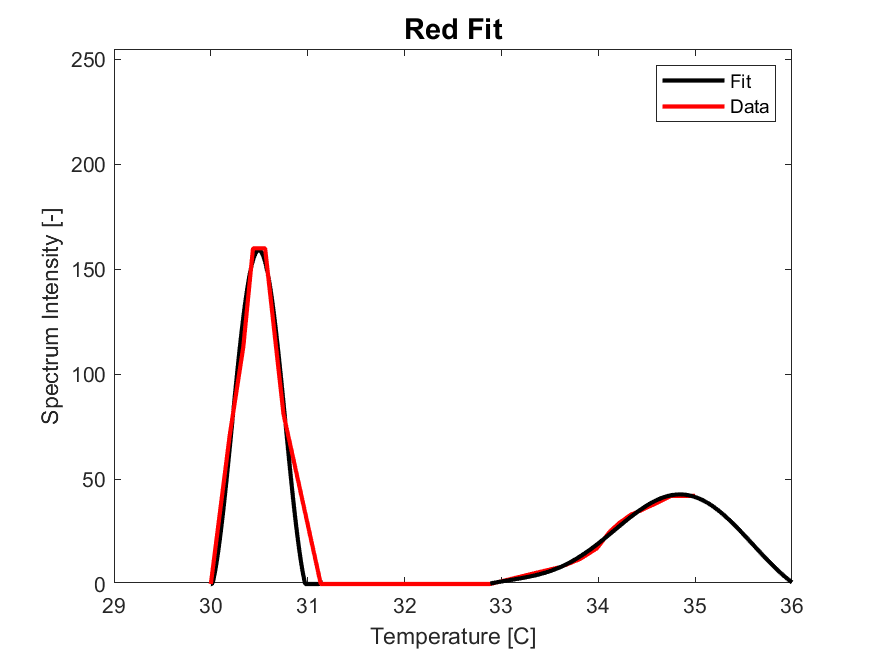 Red Fit
250
200
150
100
50
0
Spectrum Intensity [-]
Fit
Data
29 30 31 32 33 34 35 36
Temperature [C]